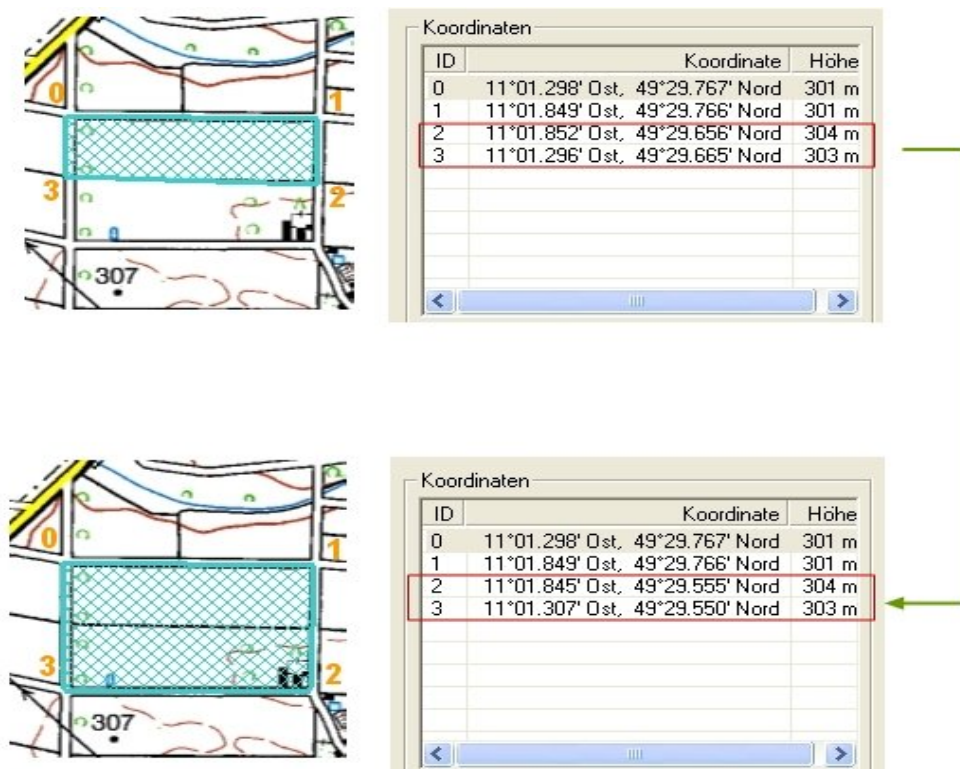 0
1
3
2
307
Koordinaten
ID Koordinate Höhe
0 11°01.298' Ost, 49°29.767' Nord 301 m
1 11°01.849' Ost, 49°29.766' Nord 301 m
2 11°01.852' Ost, 49°29.656' Nord 304 m
3 11°01.296' Ost, 49°29.665' Nord 303 m
0
1
3
2
307
Koordinaten
ID Koordinate Höhe
0 11°01.298' Ost, 49°29.767' Nord 301 m
1 11°01.849' Ost, 49°29.766' Nord 301 m
2 11°01.845' Ost, 49°29.555' Nord 304 m
3 11°01.307' Ost, 49°29.550' Nord 303 m